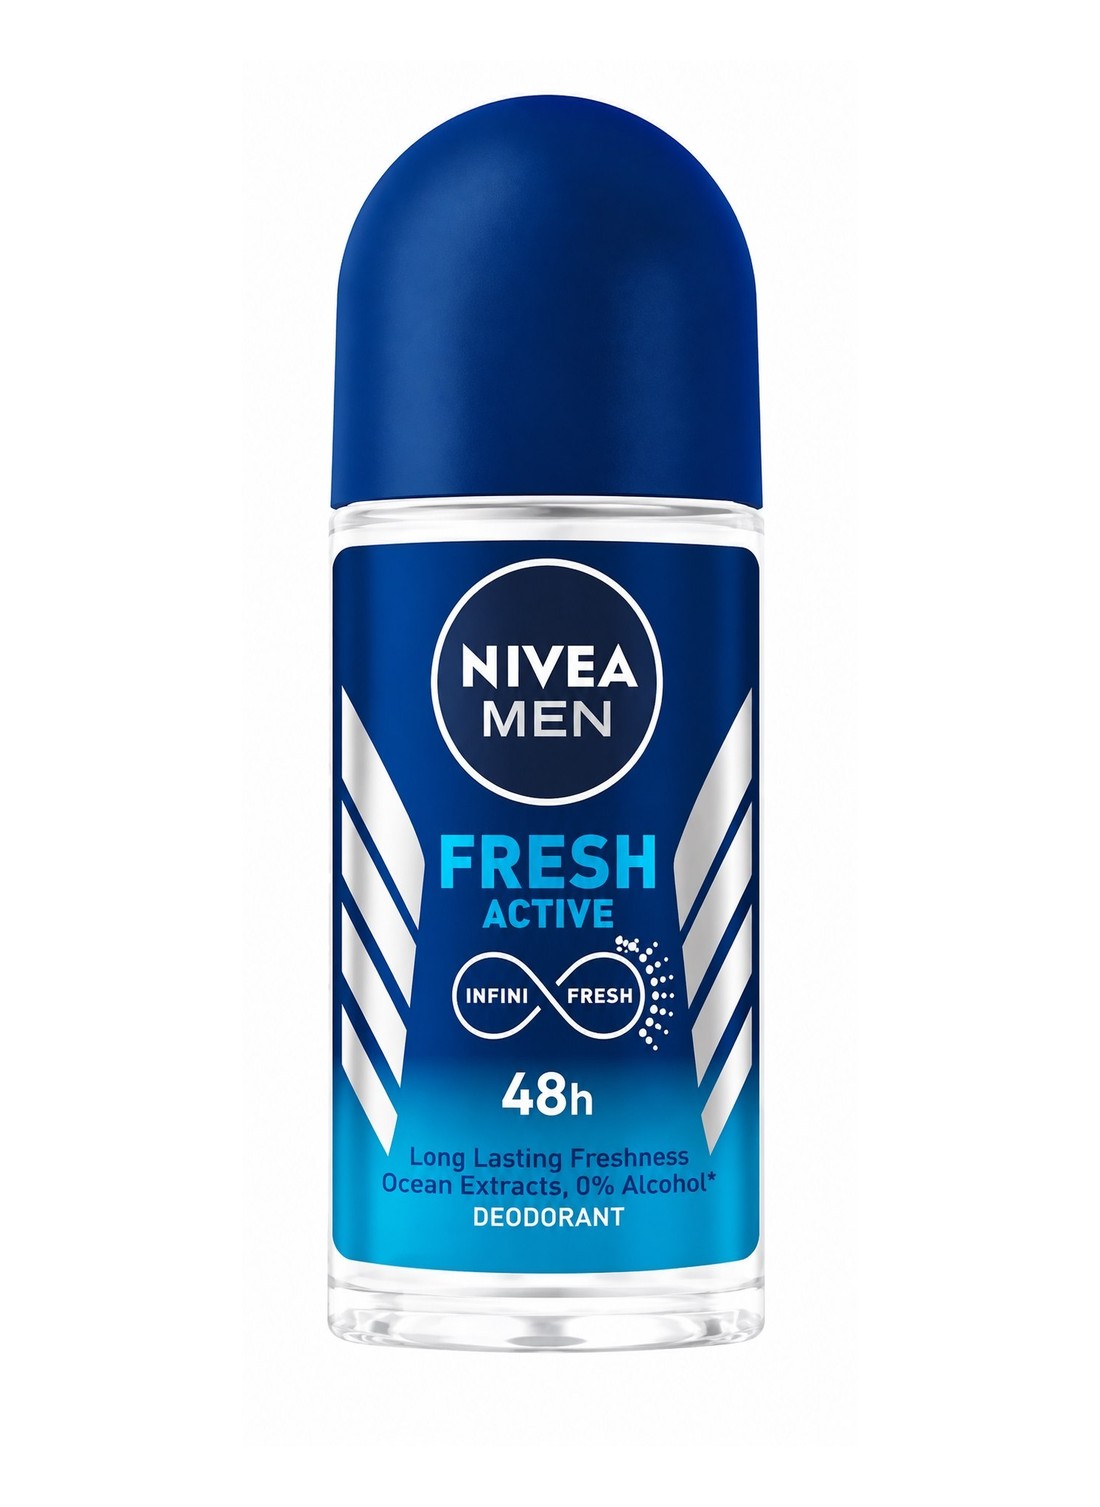 NIVEA
MEN
FRESH
ACTIVE
INFINI FRESH
48h
Long Lasting Freshness
Ocean Extracts, 0% Alcohol*
DEODORANT